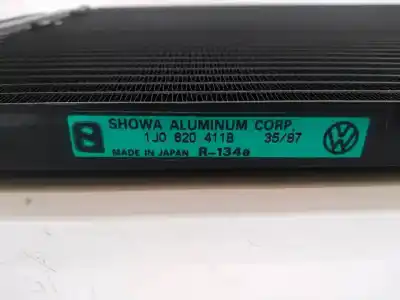 SHOWA ALUMINUM CORP.
1J0 820 411B 35/97
MADE IN JAPAN R-134a